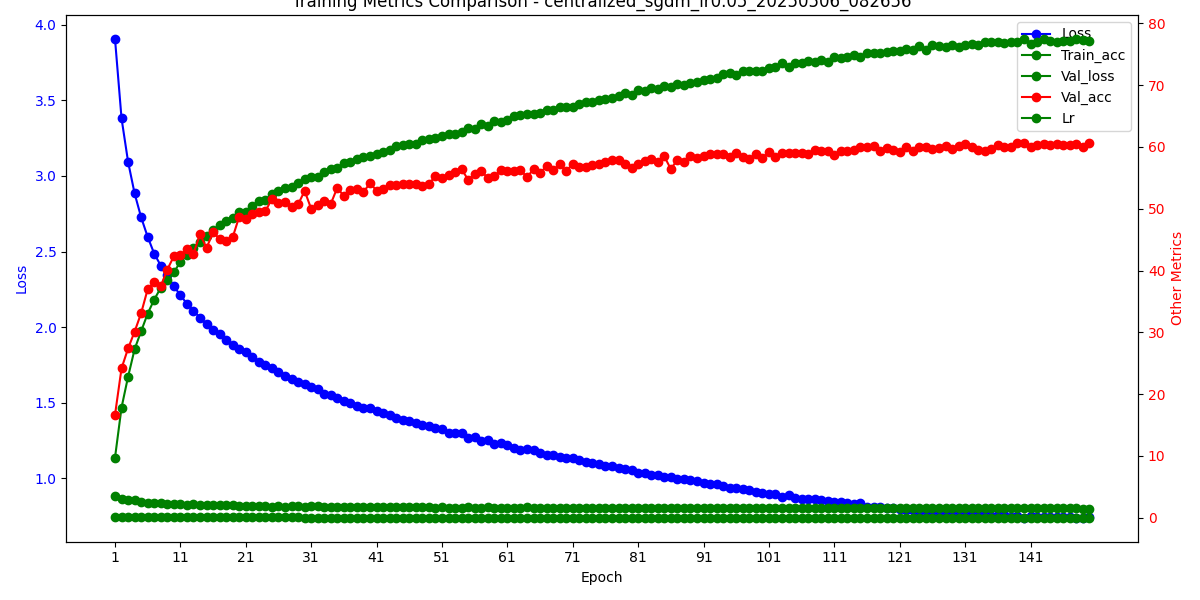 Training Metrics Comparison - centralized_sgdm_lr0.05_20250506_082656
Loss
Train_acc
Val_loss
Val_acc
Lr
4.0
3.5
3.0
2.5
2.0
1.5
1.0
Loss
80
70
60
50
40
30
20
10
0
Other Metrics
1 11 21 31 41 51 61 71 81 91 101 111 121 131 141
Epoch